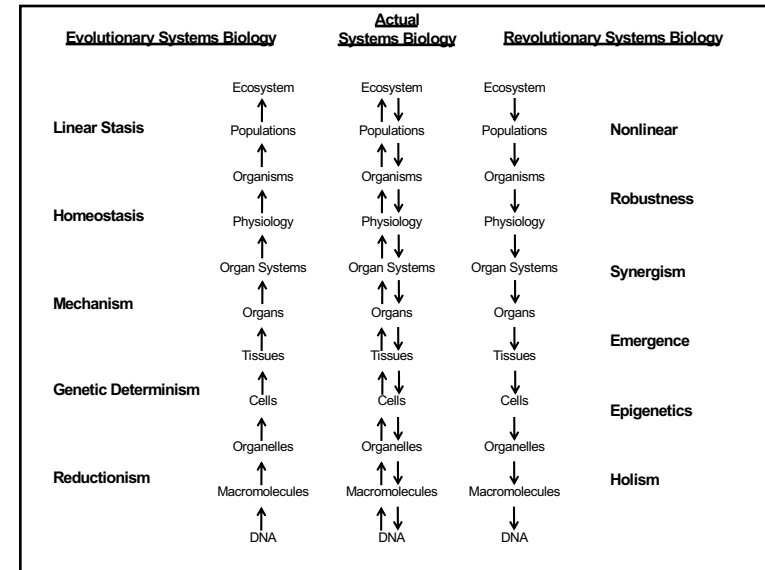 Actual
Evolutionary Systems Biology Systems Biology Revolutionary Systems Biology
Ecosystem Ecosystem Ecosystem
Linear Stasis Populations Populations Populations Nonlinear
Organisms Organisms Organisms
Robustness
Homeostasis Physiology Physiology Physiology
Organ Systems Organ Systems Organ Systems Synergism
Mechanism Organs Organs Organs
Emergence
Tissues Tissues Tissues
Genetic Determinism Cells Cells Cells
Epigenetics
Organelles Organelles Organelles
Reductionism Holism
Macromolecules Macromolecules Macromolecules
DNA DNA DNA